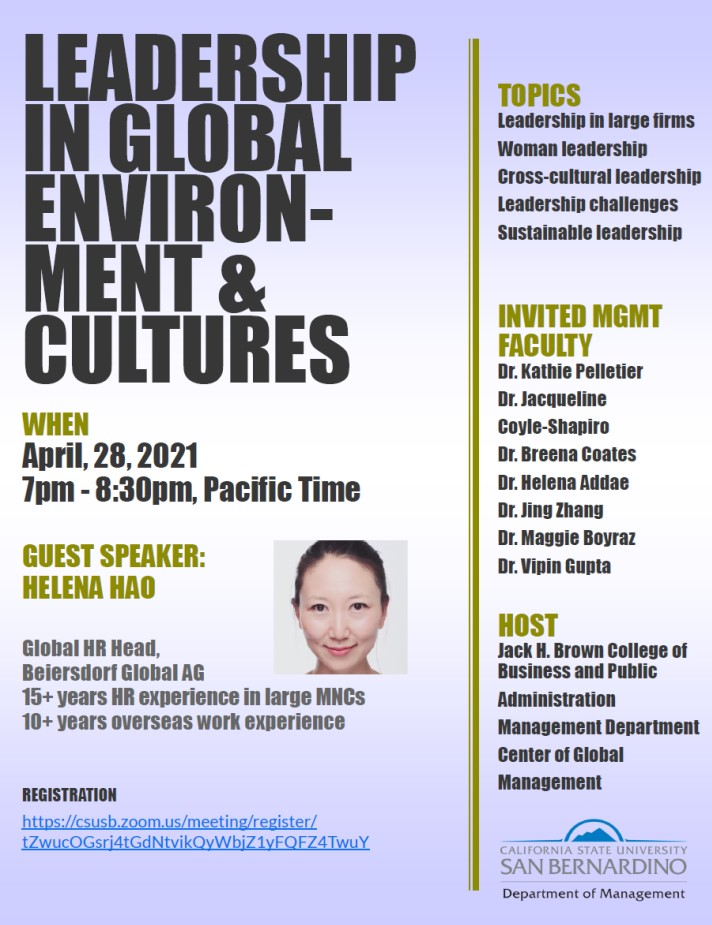 LEADERSHIP
IN GLOBAL
ENVIRON-
MENT &
CULTURES
WHEN
April, 28, 2021
7pm - 8:30pm, Pacific Time
GUEST SPEAKER:
HELENA HAO
Global HR Head,
Beiersdorf Global AG
15+ years HR experience in large MNCs
10+ years overseas work experience
REGISTRATION
https://csusb.zoom.us/meeting/register/
tZwucOGsrj4tGdNtvikQyWbjZ1yFQFZ4TwuY
TOPICS
Leadership in large firms
Woman leadership
Cross-cultural leadership
Leadership challenges
Sustainable leadership
INVITED MGMT
FACULTY
Dr. Kathie Pelletier
Dr. Jacqueline
Coyle-Shapiro
Dr. Breena Coates
Dr. Helena Addae
Dr. Jing Zhang
Dr. Maggie Boyraz
Dr. Vipin Gupta
HOST
Jack H. Brown College of
Business and Public
Administration
Management Department
Center of Global
Management
CALIFORNIA STATE UNIVERSITY
SAN BERNARDINO
Department of Management